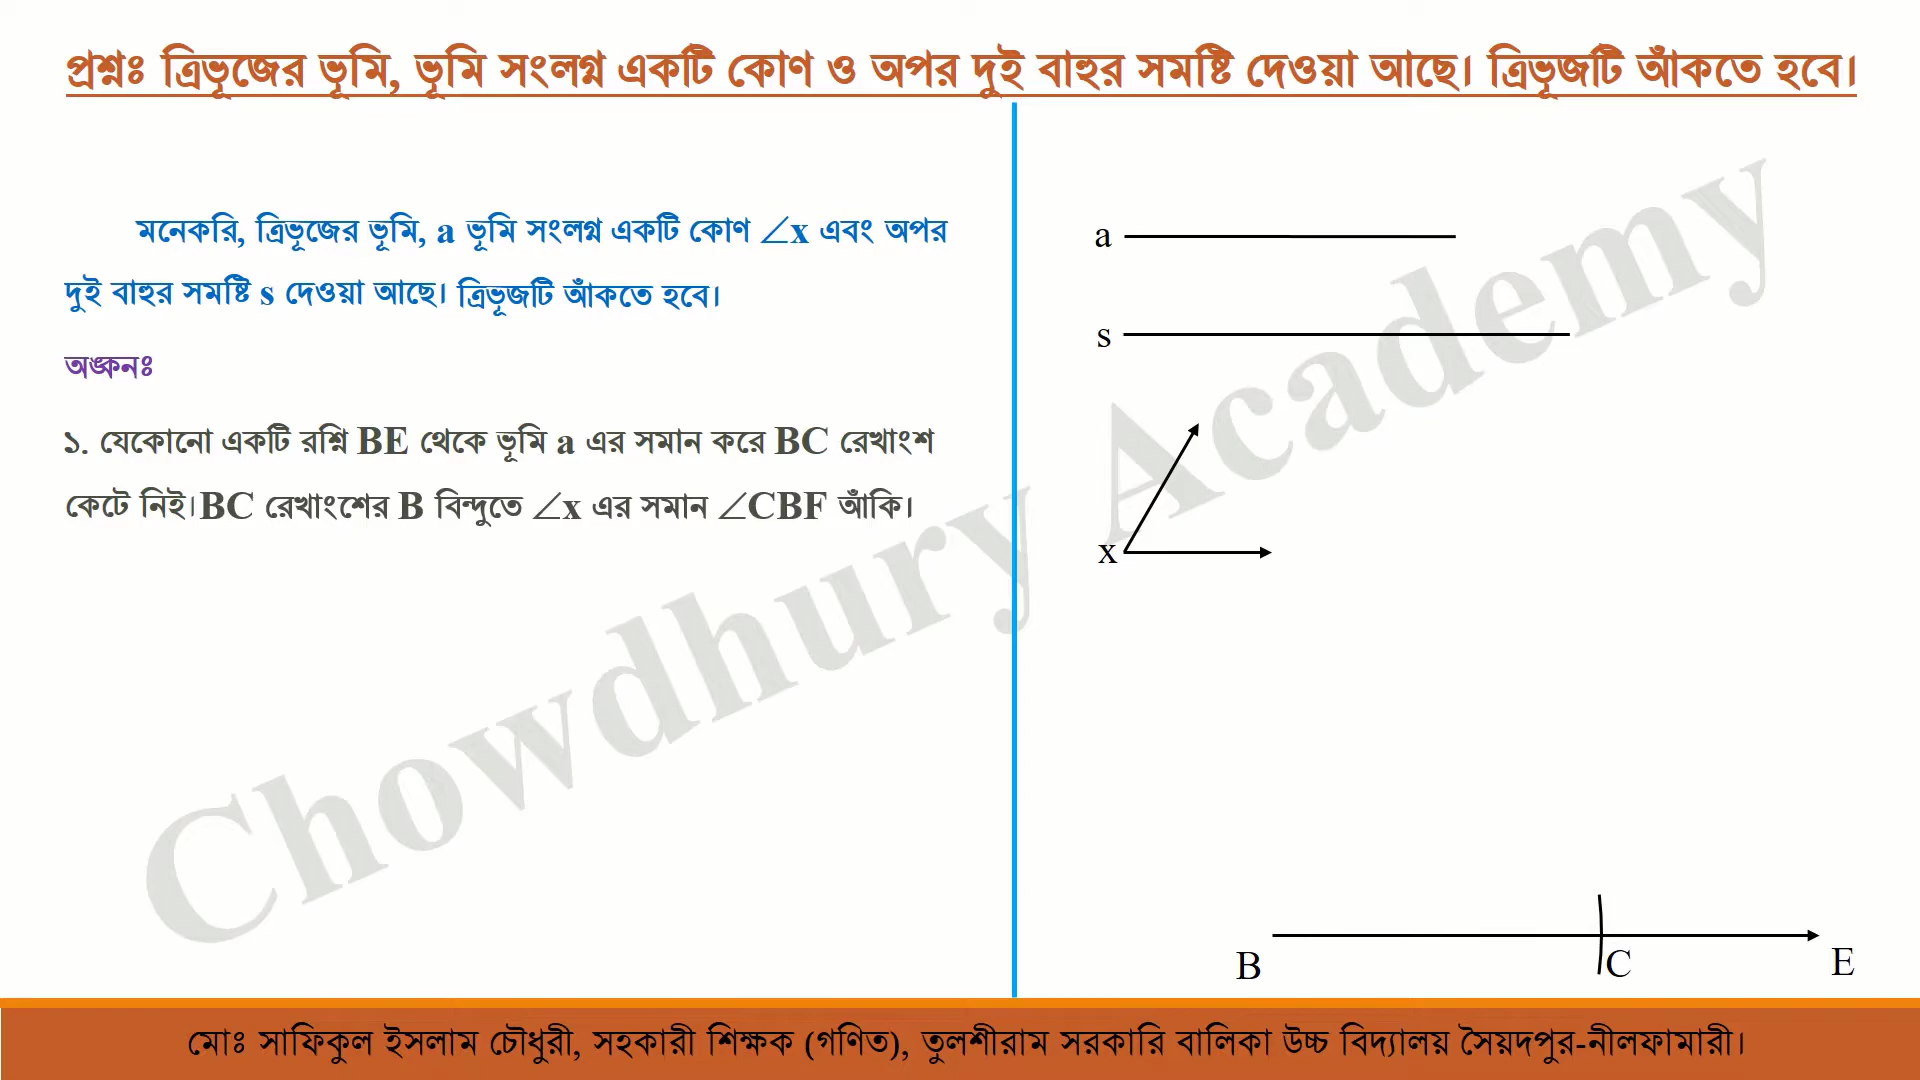 প্রশ্নঃ ত্রিভূজের ভূমি, ভূমি সংলগ্ন একটি কোণ ও অপর দুই বাহুর সমষ্টি দেওয়া আছে। ত্রিভূজটি আঁকতে হবে।
মনেকরি, ত্রিভূজের ভূমি, a ভূমি সংলগ্ন একটি কোণ ∠x এবং অপর
দুই বাহুর সমষ্টি s দেওয়া আছে। ত্রিভূজটি আঁকতে হবে।
অঙ্কনঃ
১. যেকোনো একটি রশ্নি BE থেকে ভূমি a এর সমান করে BC রেখাংশ
কেটে নিই। BC রেখাংশের B বিন্দুতে ∠x এর সমান ∠CBF আঁকি।
a
s
x
B
C
E
Chowdhury Academy
মোঃ সাফিকুল ইসলাম চৌধুরী, সহকারী শিক্ষক (গণিত), তুলশীরাম সরকারি বালিকা উচ্চ বিদ্যালয় সৈয়দপুর-নীলফামারী।